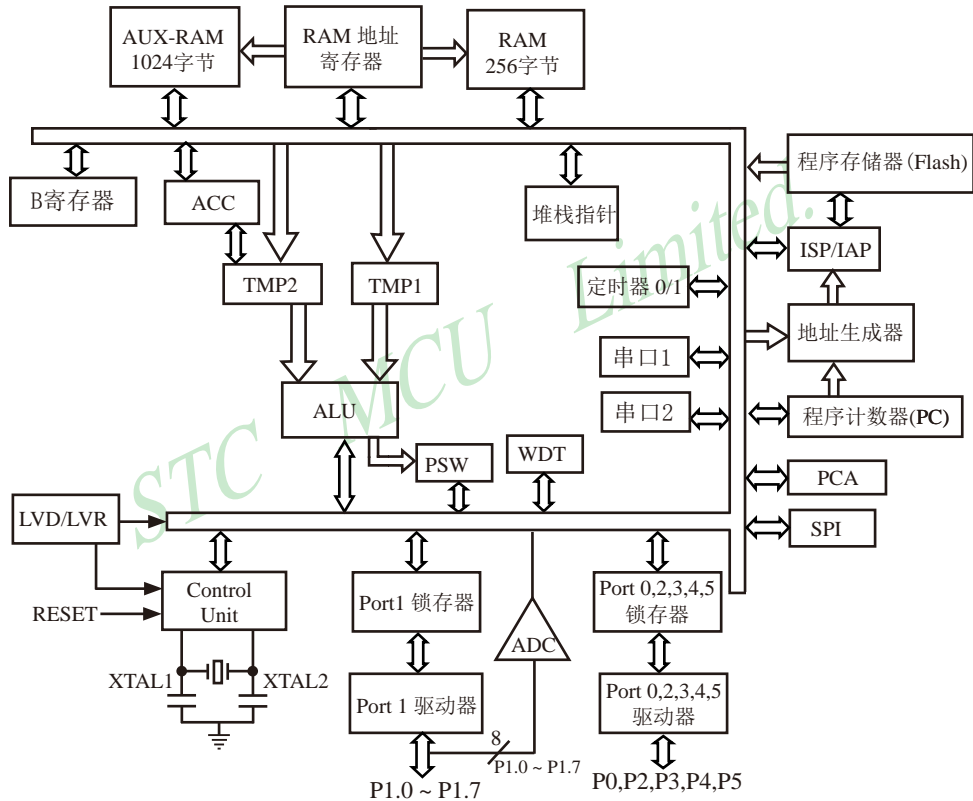 AUX-RAM
1024字节
RAM 地址
寄存器
RAM
256字节
B寄存器
ACC
堆栈指针
程序存储器(Flash)
ISP/IAP
TMP2
TMP1
定时器 0/1
地址生成器
串口1
串口2
ALU
程序计数器(PC)
PSW
WDT
PCA
LVD/LVR
SPI
Control
Unit
RESET
Port1 锁存器
ADC
Port 0,2,3,4,5
锁存器
XTAL1
XTAL2
Port 1 驱动器
Port 0,2,3,4,5
驱动器
8
P1.0 ~ P1.7
P1.0 ~ P1.7
P0,P2,P3,P4,P5
STC MCU Limited.